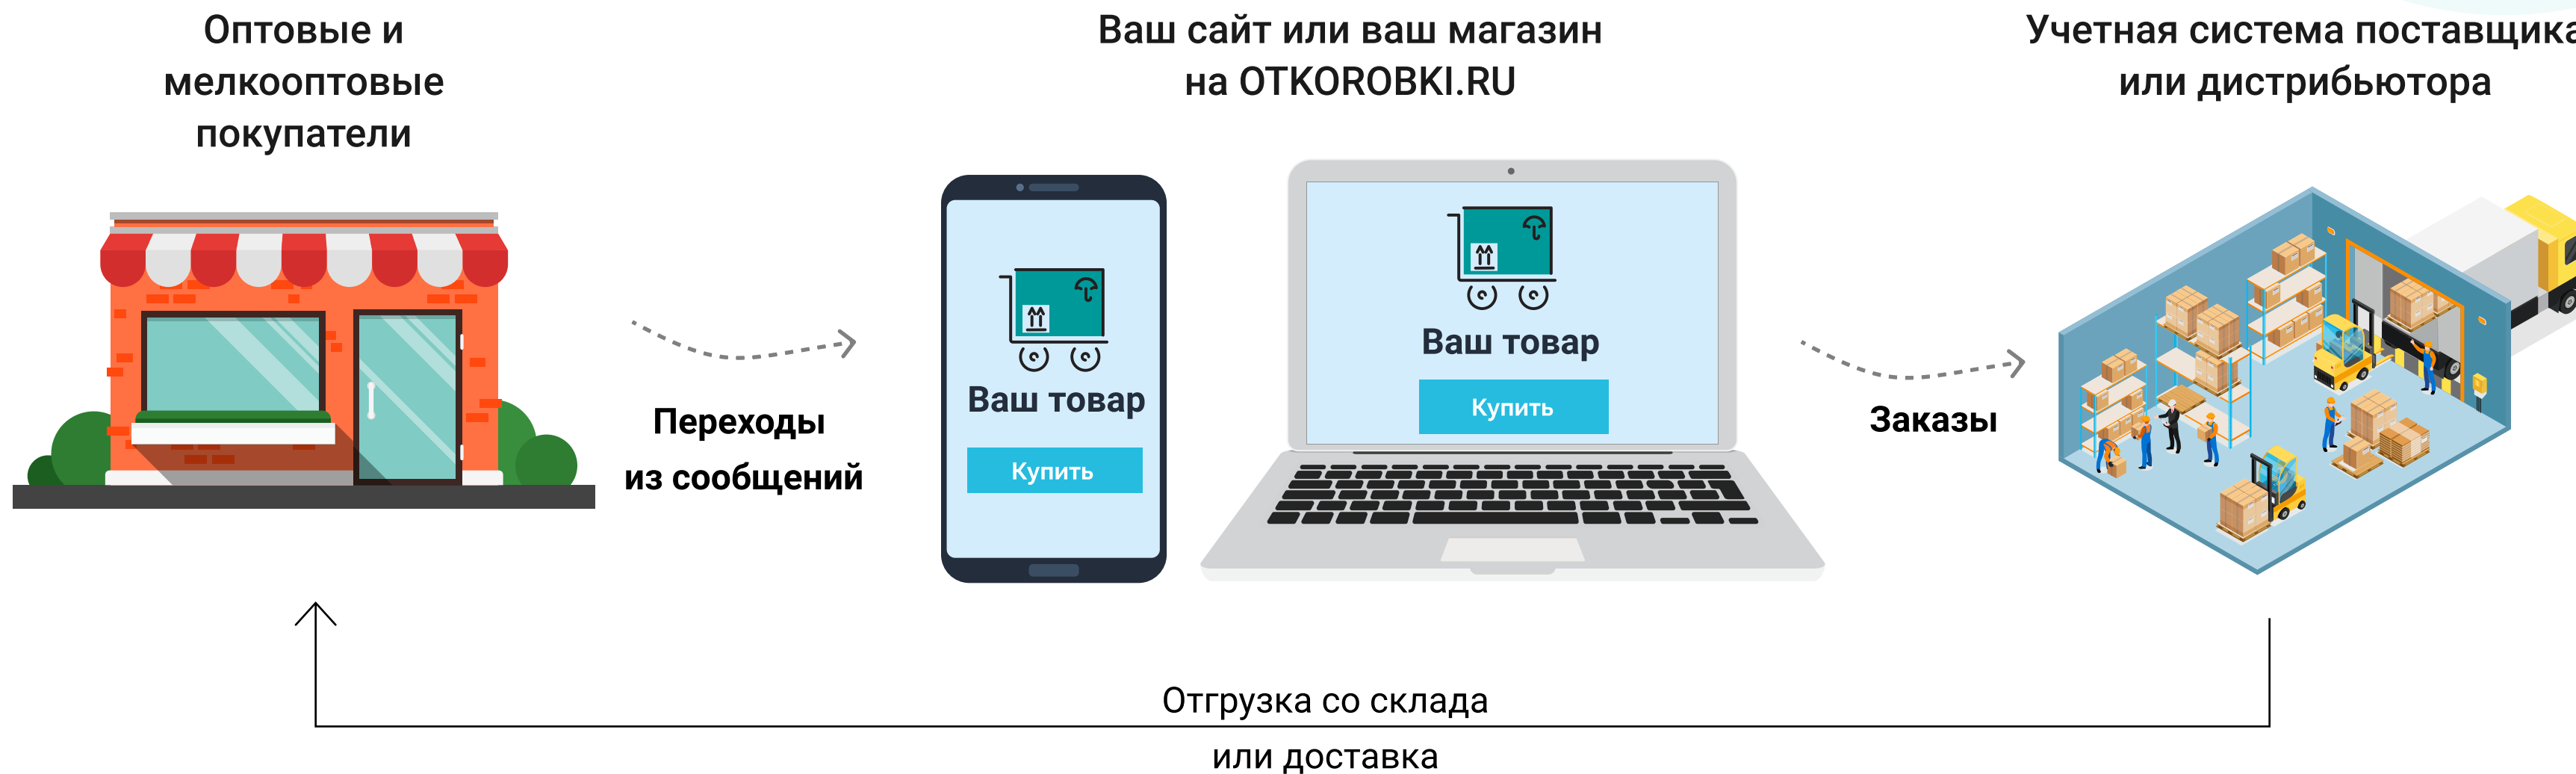 Оптовые и
мелкооптовые
покупатели
Ваш сайт или ваш магазин
на OTKOROBKI.RU
Учетная система поставщика
или дистрибьютора
Переходы
из сообщений
Ваш товар
Купить
Ваш товар
Купить
Заказы
Отгрузка со склада
или доставка